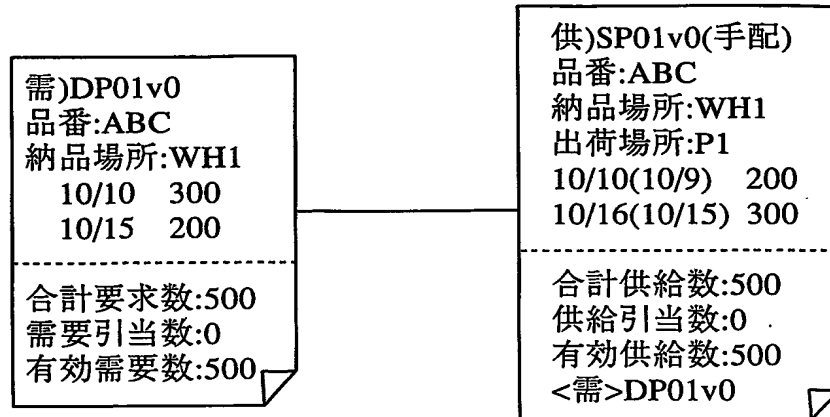 需)DP01v0
品番:ABC
納品場所:WH1
10/10 300
10/15 200
合計要求数:500
需要引当数:0
有効需要数:500
供)SP01v0(手配)
品番:ABC
納品場所:WH1
出荷場所:P1
10/10(10/9) 200
10/16(10/15) 300
合計供給数:500
供給引当数:0
有効供給数:500
<需>DP01v0